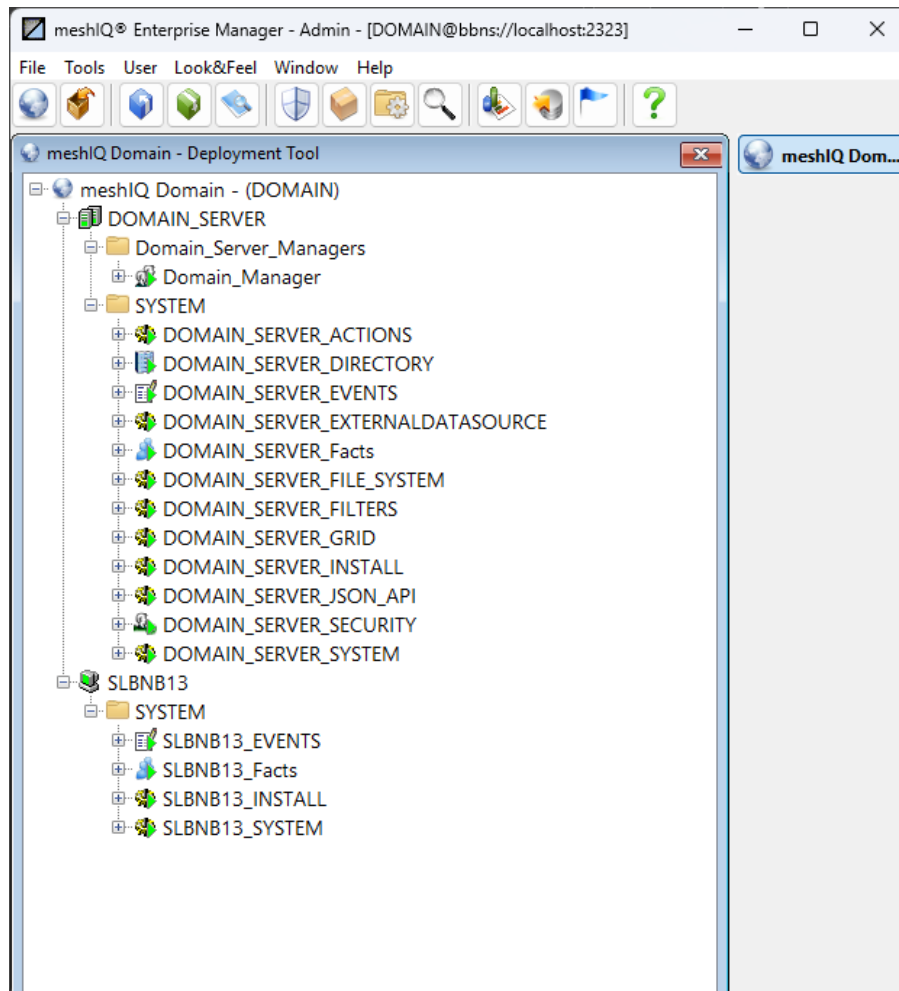 meshIQ® Enterprise Manager - Admin - [DOMAIN@bbns://localhost:2323]
File Tools User Look&Feel Window Help
meshIQ Domain - Deployment Tool
meshIQ Dom...
meshIQ Domain - (DOMAIN)
DOMAIN_SERVER
Domain_Server_Managers
Domain_Manager
SYSTEM
DOMAIN_SERVER_ACTIONS
DOMAIN_SERVER_DIRECTORY
DOMAIN_SERVER_EVENTS
DOMAIN_SERVER_EXTERNALDATASOURCE
DOMAIN_SERVER_Facts
DOMAIN_SERVER_FILE_SYSTEM
DOMAIN_SERVER_FILTERS
DOMAIN_SERVER_GRID
DOMAIN_SERVER_INSTALL
DOMAIN_SERVER_JSON_API
DOMAIN_SERVER_SECURITY
DOMAIN_SERVER_SYSTEM
SLBNB13
SYSTEM
SLBNB13_EVENTS
SLBNB13_Facts
SLBNB13_INSTALL
SLBNB13_SYSTEM